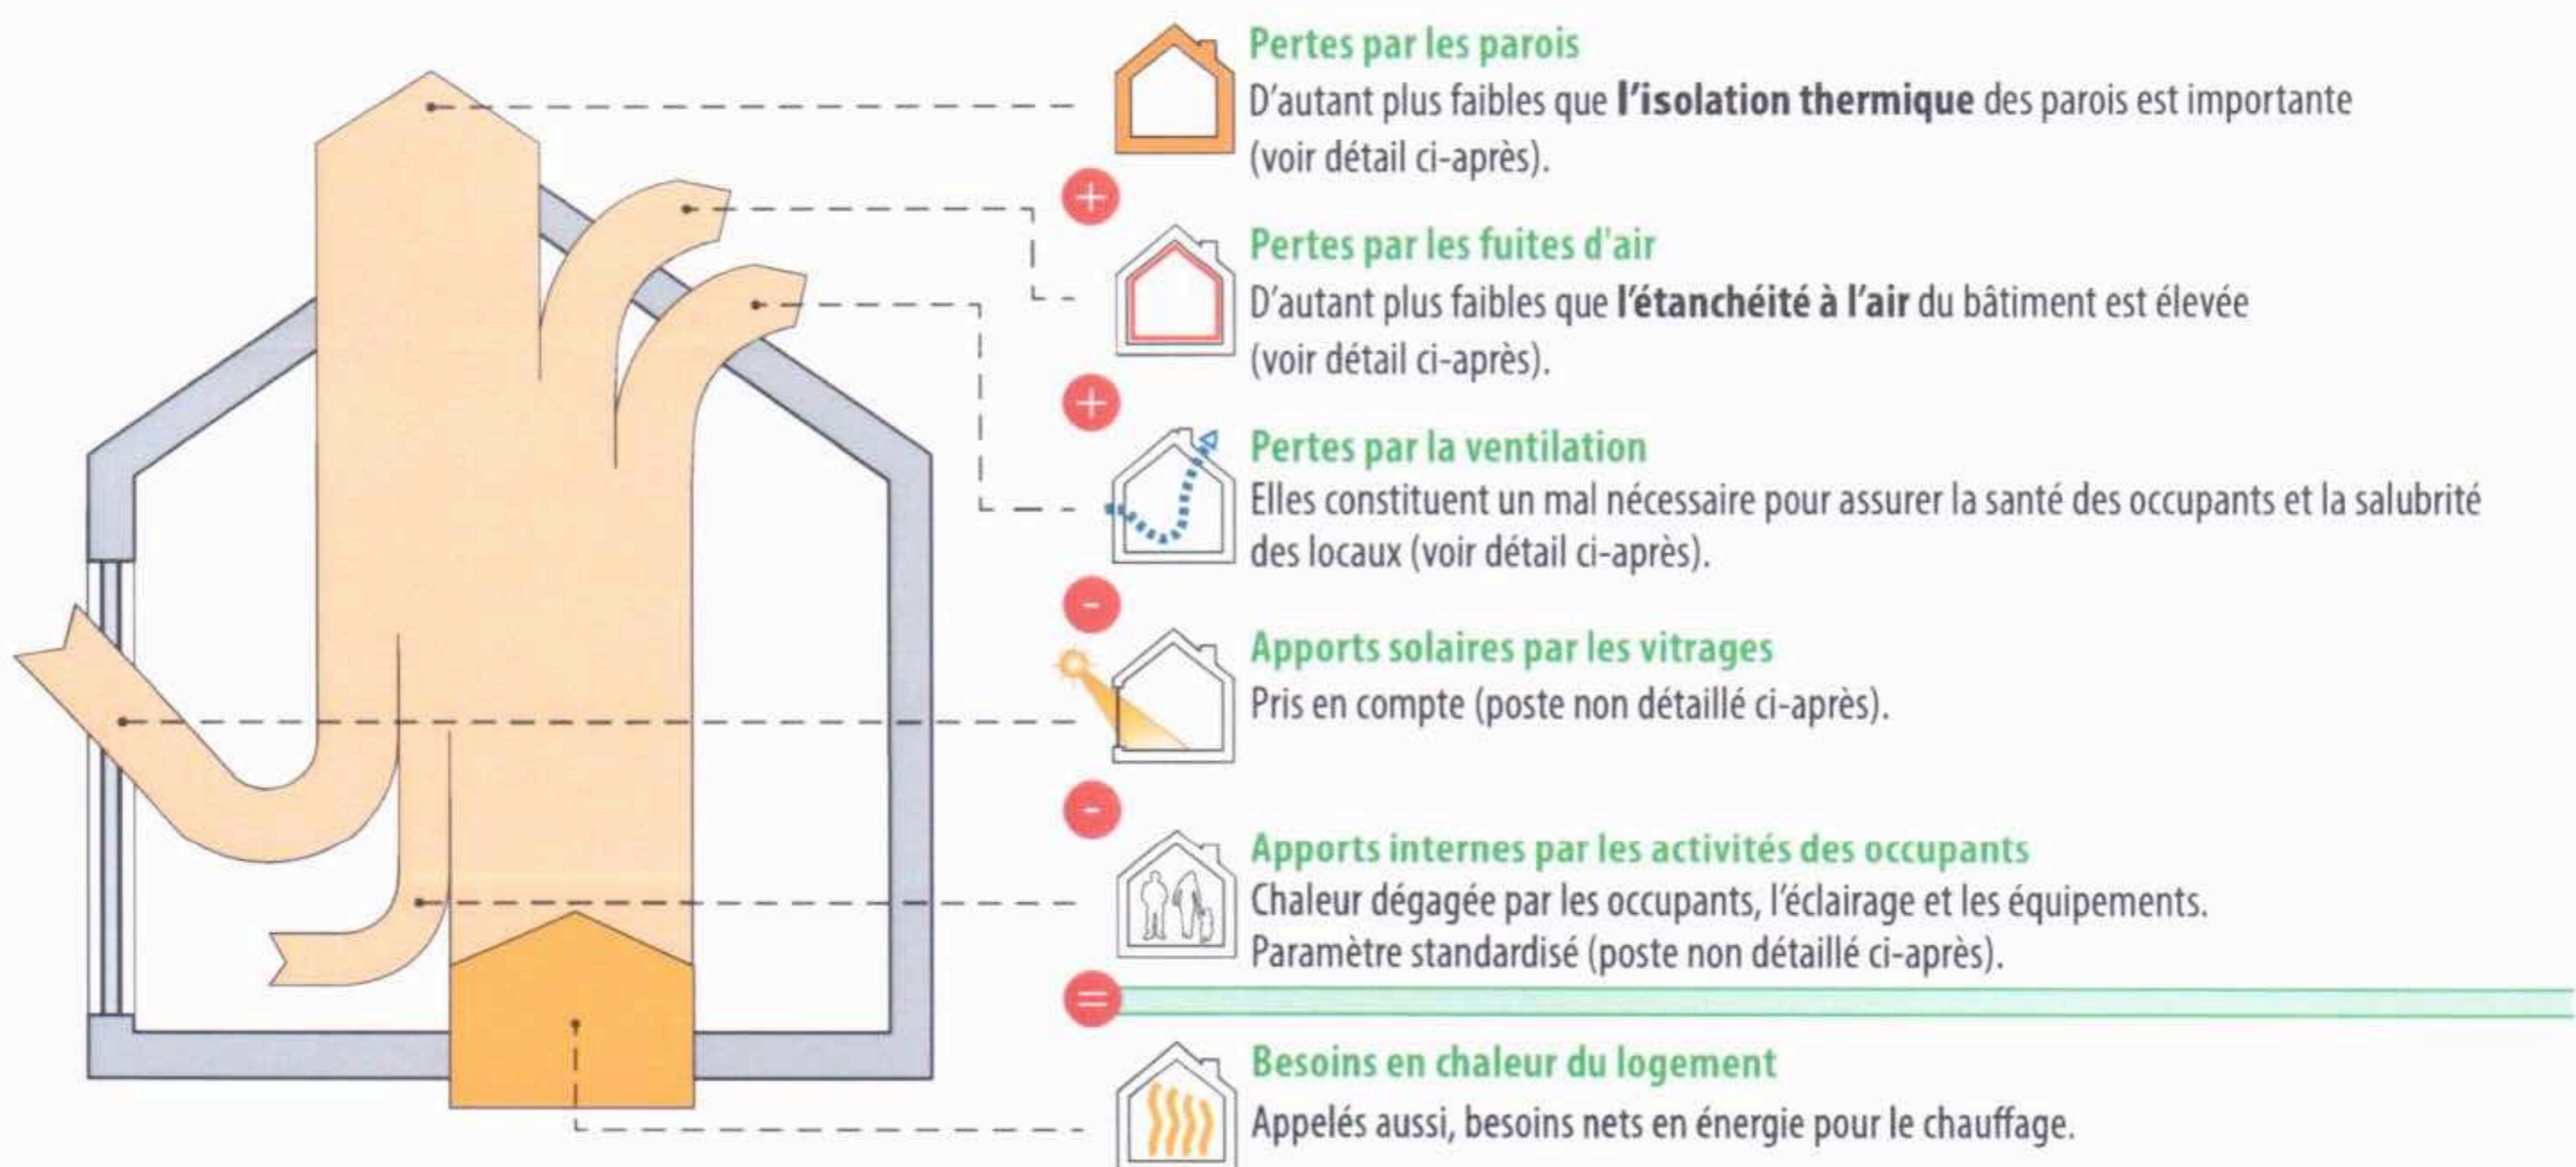 Pertes par les parois
D'autant plus faibles que l'isolation thermique des parois est importante
(voir détail ci-après).
+
Pertes par les fuites d'air
D'autant plus faibles que l'étanchéité à l'air du bâtiment est élevée
(voir détail ci-après).
+
Pertes par la ventilation
Elles constituent un mal nécessaire pour assurer la santé des occupants et la salubrité
des locaux (voir détail ci-après).
-
Apports solaires par les vitrages
Pris en compte (poste non détaillé ci-après).
-
Apports internes par les activités des occupants
Chaleur dégagée par les occupants, l'éclairage et les équipements.
Paramètre standardisé (poste non détaillé ci-après).
=
Besoins en chaleur du logement
Appelés aussi, besoins nets en énergie pour le chauffage.